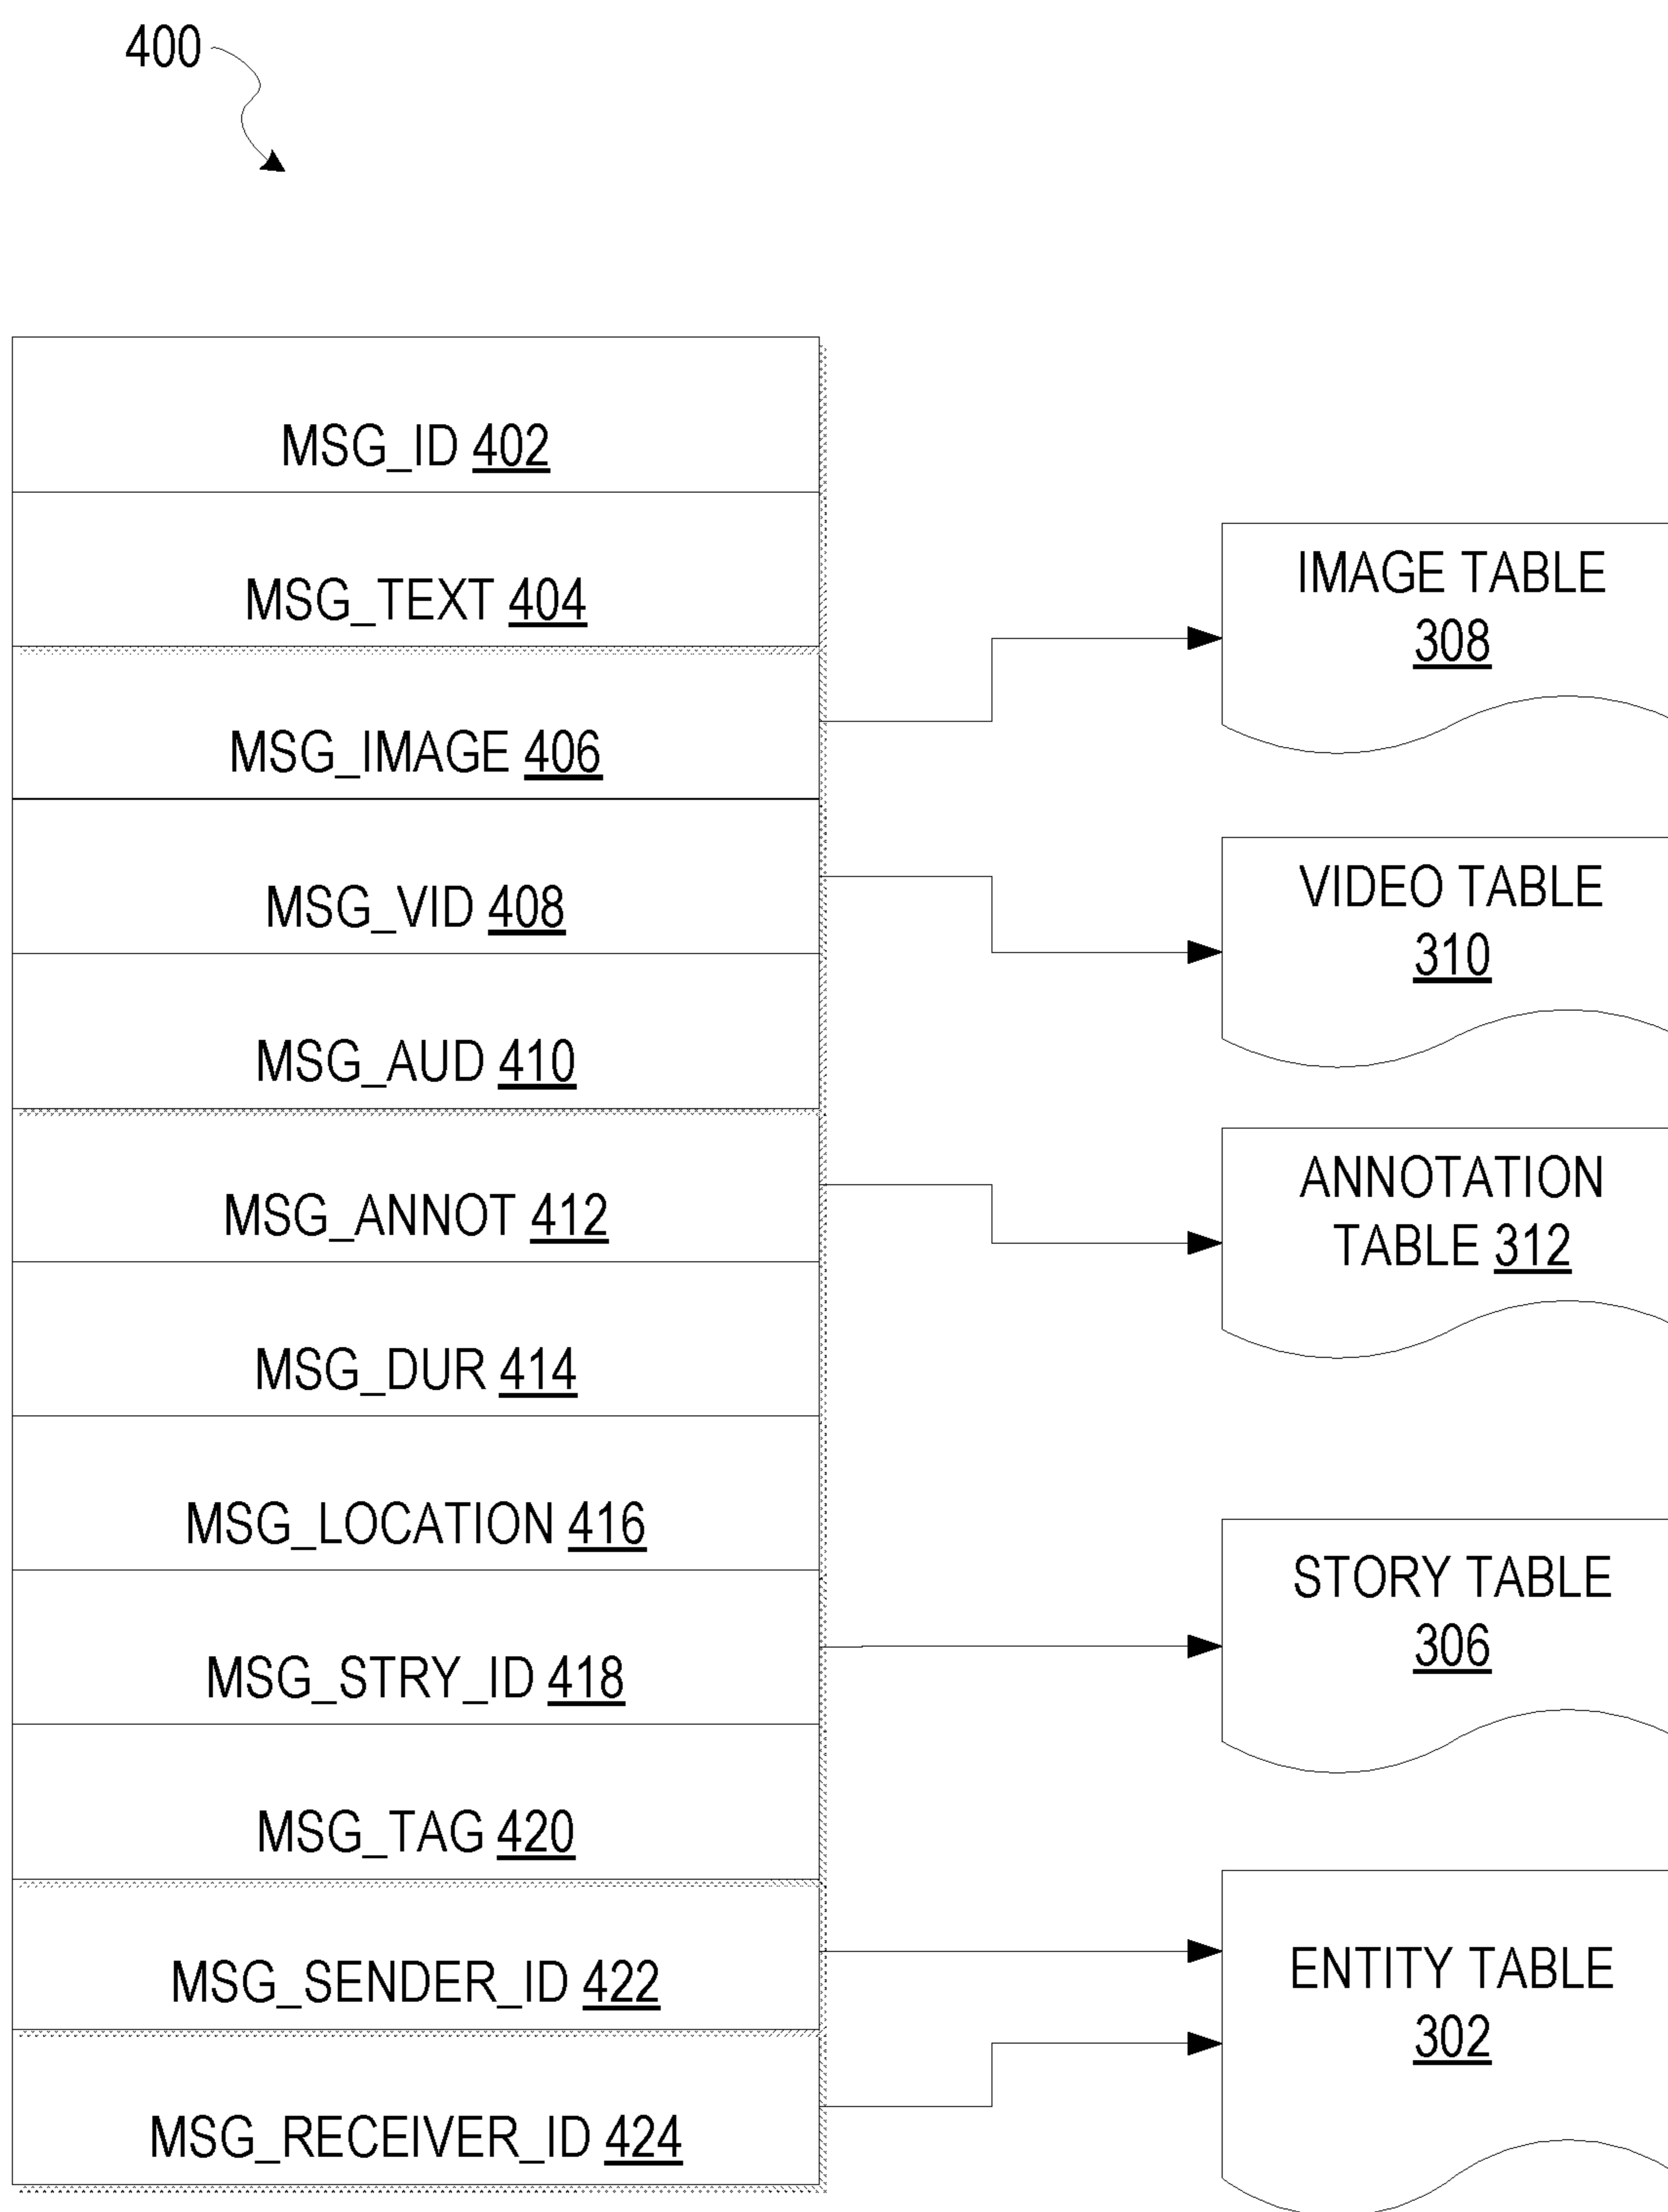 400
MSG_ID 402
MSG_TEXT 404
MSG_IMAGE 406
MSG_VID 408
MSG_AUD 410
MSG_ANNOT 412
MSG_DUR 414
MSG_LOCATION 416
MSG_STRY_ID 418
MSG_TAG 420
MSG_SENDER_ID 422
MSG_RECEIVER_ID 424
IMAGE TABLE
308
VIDEO TABLE
310
ANNOTATION
TABLE 312
STORY TABLE
306
ENTITY TABLE
302